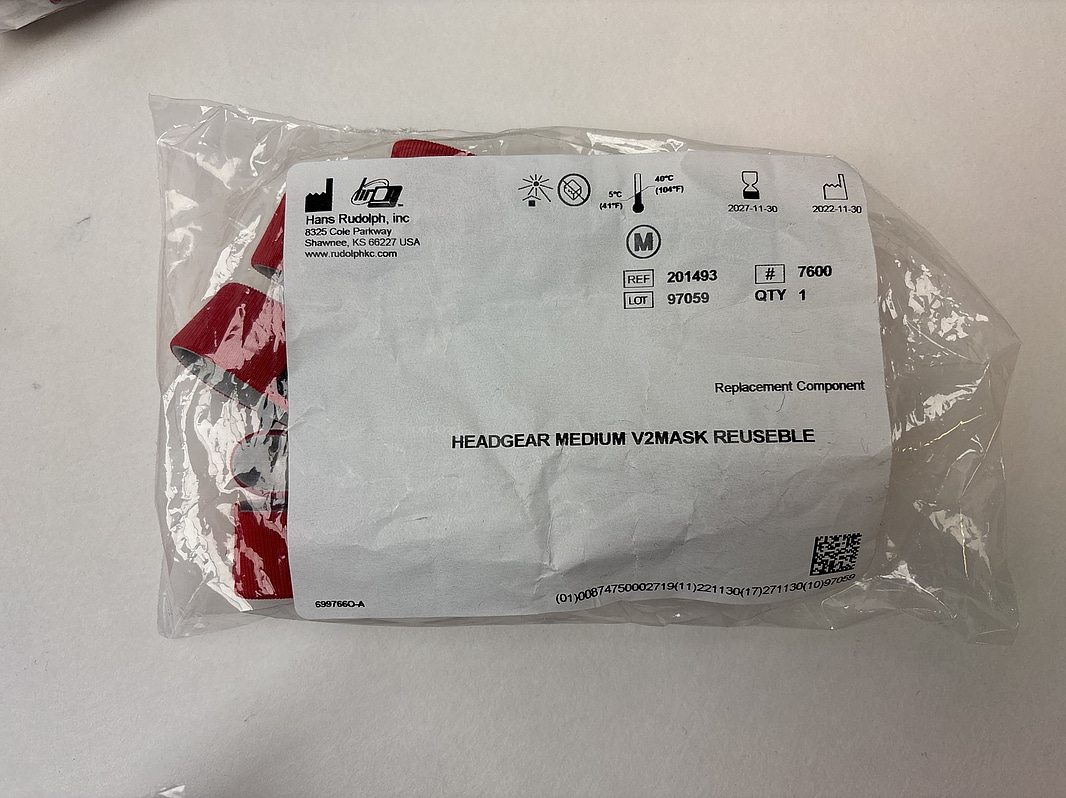 hr
™
Hans Rudolph, inc
8325 Cole Parkway
Shawnee, KS 66227 USA
www.rudolphkc.com
5°C
(41°F)
40°C
(104°F)
2027-11-30
2022-11-30
M
REF 201493
# 7600
LOT 97059
QTY 1
Replacement Component
HEADGEAR MEDIUM V2MASK REUSEBLE
(01)00874750002719(11)221130(17)271130(10)97059
699766O-A